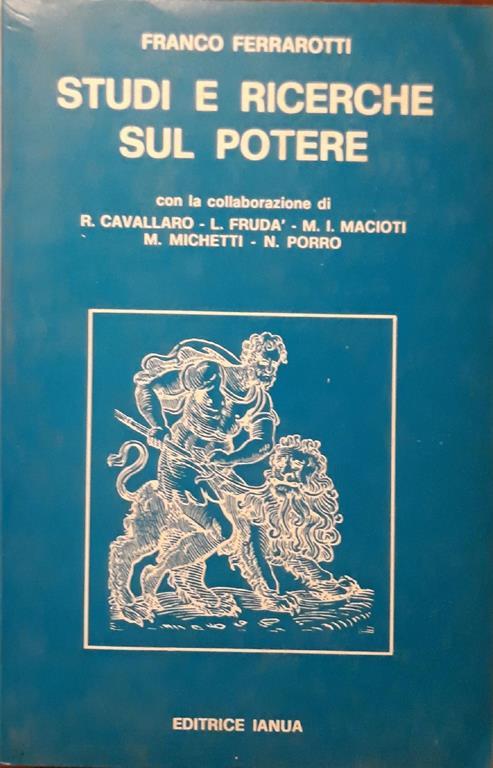 FRANCO FERRAROTTI
STUDI E RICERCHE
SUL POTERE
con la collaborazione di
R. CAVALLARO - L. FRUDA' - M. I. MACIOTI
M. MICHETTI - N. PORRO
EDITRICE IANUA